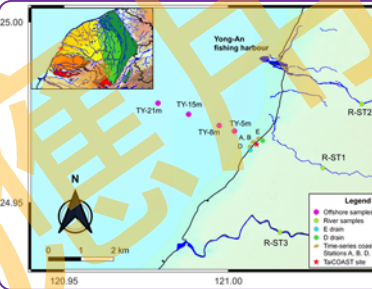 25.00
Yong-An
fishing harbour
TY-21m
TY-15m
TY-8m
TY-5m
R-ST2
E
A, B,
D
R-ST1
N
24.95
R-ST3
0 1 2 km
Legend
Offshore samples
River samples
E drain
D drain
Time-series coas
Stations A, B, D,
TaiCOAST site
120.95
121.00